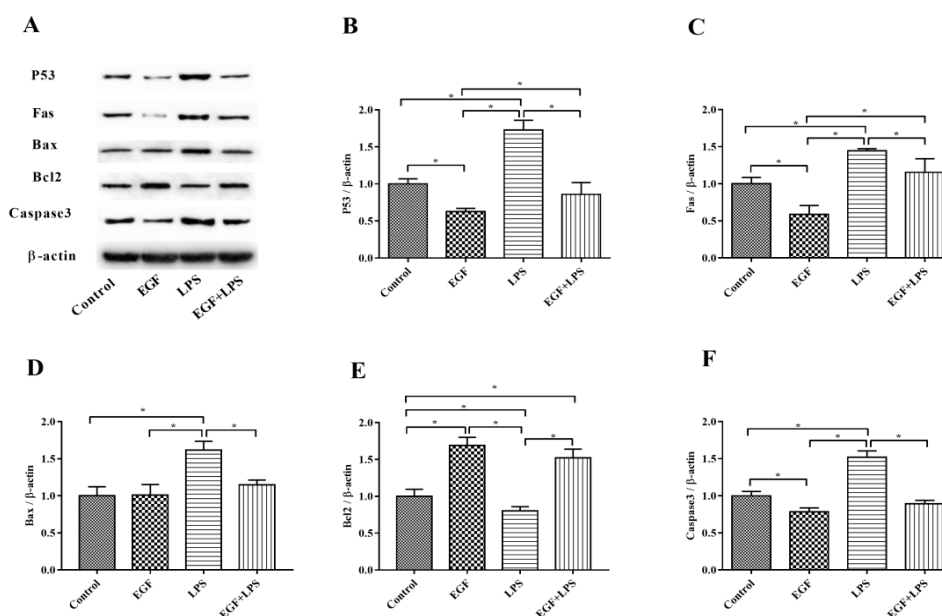 A
P53
Fas
Bax
Bcl2
Caspase3
β-actin
Control
EGF
LPS
EGF+LPS
B
P53 / β-actin
2.0
1.5
1.0
0.5
0.0
*
*
*
*
*
Control
EGF
LPS
EGF+LPS
C
Fas / β-actin
2.0
1.5
1.0
0.5
0.0
*
*
*
*
*
Control
EGF
LPS
EGF+LPS
D
Bax / β-actin
2.0
1.5
1.0
0.5
0.0
*
*
*
Control
EGF
LPS
EGF+LPS
E
Bcl2 / β-actin
2.0
1.5
1.0
0.5
0.0
*
*
*
*
*
Control
EGF
LPS
EGF+LPS
F
Caspase3 / β-actin
2.0
1.5
1.0
0.5
0.0
*
*
*
*
Control
EGF
LPS
EGF+LPS